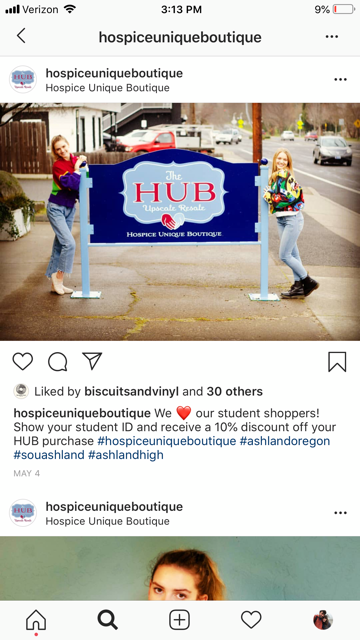 Verizon 3:13 PM 9%
hospiceuniqueboutique
hospiceuniqueboutique
Hospice Unique Boutique
The
HUB
Upscale Resale
HOSPICE UNIQUE BOUTIQUE
Liked by biscuitsandvinyl and 30 others
hospiceuniqueboutique We ❤️ our student shoppers!
Show your student ID and receive a 10% discount off your
HUB purchase #hospiceuniqueboutique #ashlandoregon
#souashland #ashlandhigh
MAY 4
hospiceuniqueboutique
Hospice Unique Boutique